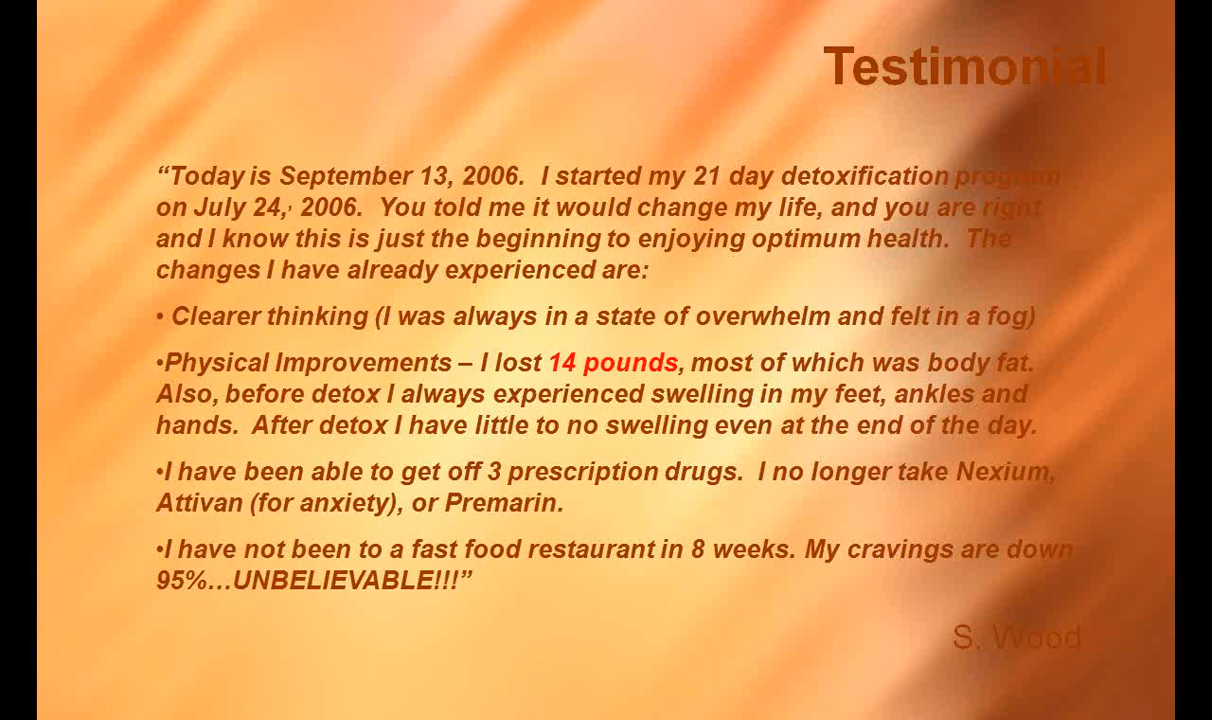 Testimonial
“Today is September 13, 2006.  I started my 21 day detoxification program
on July 24,, 2006.  You told me it would change my life, and you are right
and I know this is just the beginning to enjoying optimum health.  The
changes I have already experienced are:
• Clearer thinking (I was always in a state of overwhelm and felt in a fog)
•Physical Improvements – I lost 14 pounds, most of which was body fat.
Also, before detox I always experienced swelling in my feet, ankles and
hands.  After detox I have little to no swelling even at the end of the day.
•I have been able to get off 3 prescription drugs.  I no longer take Nexium,
Attivan (for anxiety), or Premarin.
•I have not been to a fast food restaurant in 8 weeks. My cravings are down
95%…UNBELIEVABLE!!!”
S. Wood